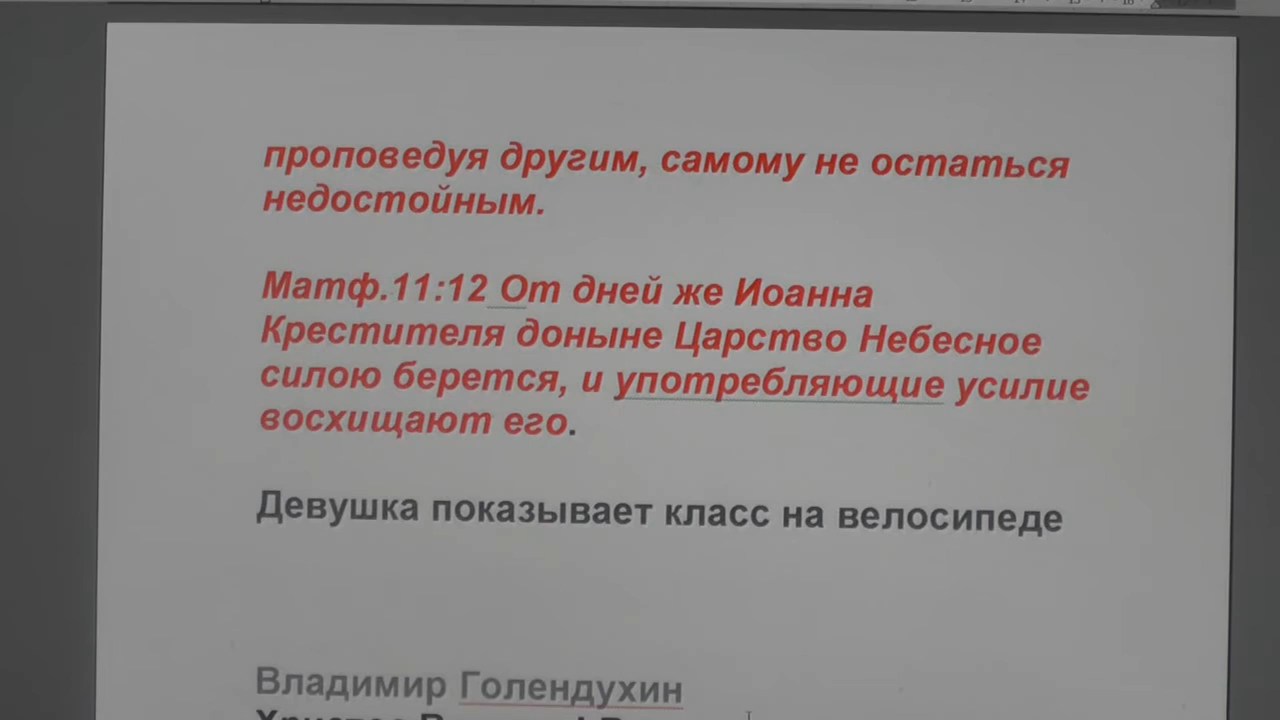 проповедуя другим, самому не остаться
недостойным.
Матф.11:12 От дней же Иоанна
Крестителя доныне Царство Небесное
силою берется, и употребляющие усилие
восхищают его.
Девушка показывает класс на велосипеде
Владимир Голендухин